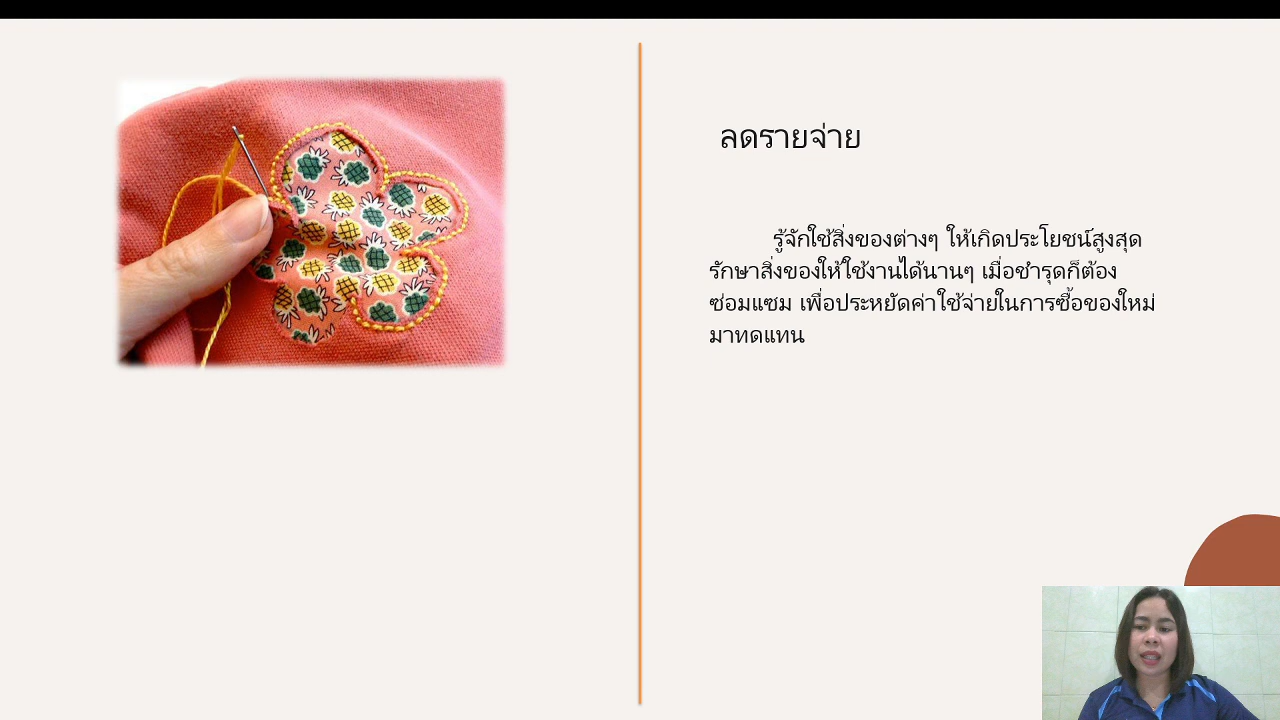 ลดรายจ่าย
รู้จักใช้สิ่งของต่างๆ ให้เกิดประโยชน์สูงสุด
รักษาสิ่งของให้ใช้งานได้นานๆ เมื่อชำรุดก็ต้อง
ซ่อมแซม เพื่อประหยัดค่าใช้จ่ายในการซื้อของใหม่
มาทดแทน